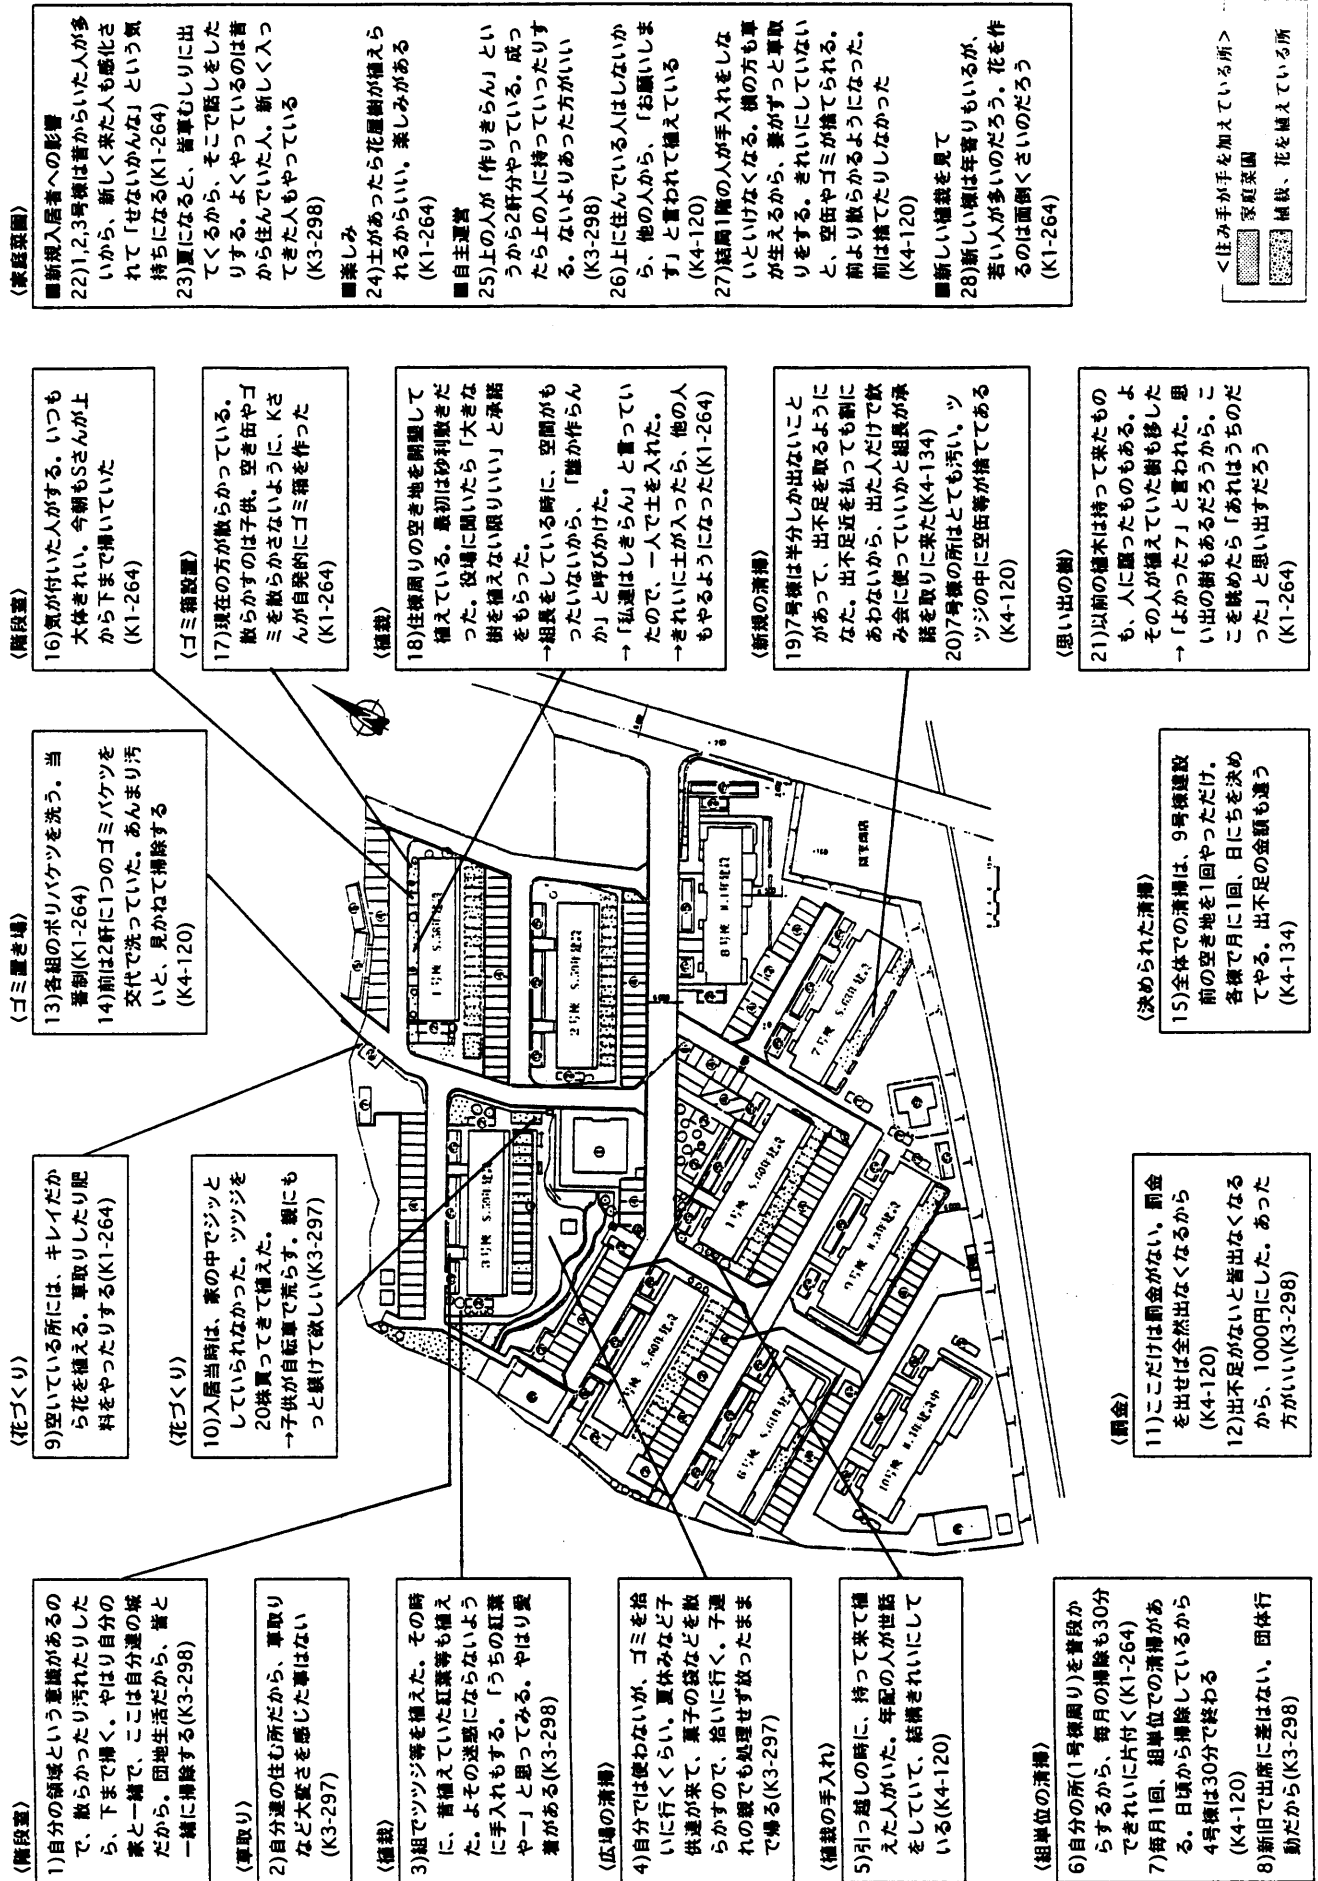 〈階段室〉
1)自分の領域という意識があるの
で、散らかったり汚れたりした
ら、下まで掃く。やはり自分の
家と一緒で、ここは自分達の城
だから。団地生活だから、皆と
一緒に掃除する(K3-298)
〈草取り〉
2)自分達の住む所だから、草取り
など大変さを感じた事はない
(K3-297)
〈植栽〉
3)組でツツジ等を植えた。その時
に、昔植えていた紅葉等も植え
た。よその迷惑にならないよう
に手入れもする。「うちの紅葉
や―」と思ってみる。やはり愛
着がある(K3-298)
〈広場の清掃〉
4)自分では使わないが、ゴミを拾
いに行くくらい。夏休みなど子
供達が来て、菓子の袋などを散
らかすので、拾いに行く。子連
れの親でも処理せず放ったまま
で帰る(K3-297)
〈植栽の手入れ〉
5)引っ越しの時に、持って来て植
えた人がいた。年配の人が世話
をしていて、結構きれいにして
いる(K4-120)
〈組単位の清掃〉
6)自分の所(1号棟周り)を普段か
らするから、毎月の掃除も30分
できれいに片付く(K1-264)
7)毎月1回、組単位での清掃があ
る。日頃から掃除しているから
4号棟は30分で終わる
(K4-120)
8)新旧で出席に差はない。団体行
動だから(K3-298)
〈花づくり〉
9)空いている所には、キレイだか
ら花を植える。草取りしたり肥
料をやったりする(K1-264)
〈花づくり〉
10)入居当時は、家の中でジッと
していられなかった。ツツジを
20株買ってきて植えた。
→子供が自転車で荒らす。親にも
っと躾けて欲しい(K3-297)
〈罰金〉
11)ここだけは罰金がない。罰金
を出せば全然出なくなるから
(K4-120)
12)出不足がないと皆出なくなる
から、1000円にした。あった
方がいい(K3-298)
〈ゴミ置き場〉
13)各組のポリバケツを洗う。当
番制(K1-264)
14)前は2軒に1つのゴミバケツを
交代で洗っていた。あんまり汚
いと、見かねて掃除する
(K4-120)
〈決められた清掃〉
15)全体での清掃は、9号棟建設
前の空き地を1回やっただけ。
各棟で月に1回、日にちを決め
てやる。出不足の金額も違う
(K4-134)
〈階段室〉
16)気が付いた人がする。いつも
大体きれい。今朝もSさんが上
から下まで掃いていた
(K1-264)
〈ゴミ箱設置〉
17)現在の方が散らかっている。
散らかすのは子供。空き缶やゴ
ミを散らかさないように、Kさ
んが自発的にゴミ箱を作った
(K1-264)
〈植栽〉
18)住棟周りの空き地を開墾して
植えている。最初は砂利敷きだ
った。役場に聞いたら「大きな
樹を植えない限りいい」と承諾
をもらった。
→組長をしている時に、空間がも
ったいないから、「誰か作らん
か」と呼びかけた。
→「私達はしきらん」と言ってい
たので、一人で土を入れた。
→きれいに土が入ったら、他の人
もやるようになった(K1-264)
〈新規の清掃〉
19)7号棟は半分しか出ないこと
があって、出不足を取るように
なた。出不足近を払っても割に
あわないから、出た人だけで飲
み会に使っていいかと組長が承
諾を取りに来た(K4-134)
20)7号棟の所はとても汚い。ツ
ツジの中に空缶等が捨ててある
(K4-120)
〈思い出の樹〉
21)以前の植木は持って来たもの
も、人に譲ったものもある。よ
その人が植えていた樹も移した
→「よかったァ」と言われた。思
い出の樹もあるだろうから、こ
こを眺めたら「あれはうちのだ
った」と思い出すだろう
(K1-264)
〈家庭菜園〉
■新規入居者への影響
22)1,2,3号棟は昔からいた人が多
いから、新しく来た人も感化さ
れて「せないかんな」という気
持ちになる(K1-264)
23)夏になると、皆草むしりに出
てくるから、そこで話しをした
りする。よくやっているのは昔
から住んでいた人。新しく入っ
てきた人もやっている
(K3-298)
■楽しみ
24)土があったら花屋樹が植えら
れるからいい。楽しみがある
(K1-264)
■自主運営
25)上の人が「作りきらん」とい
うから2軒分やっている。成っ
たら上の人に持っていったりす
る。ないよりあった方がいい
(K3-298)
26)上に住んでいる人はしないか
ら、他の人から、「お願いしま
す」と言われて植えている
(K4-120)
27)結局1階の人が手入れをしな
いといけなくなる。横の方も草
が生えるから、妻がずっと草取
りをする。きれいにしていない
と、空缶やゴミが捨てられる。
前より散らかるようになった。
前は捨てたりしなかった
(K4-120)
■新しい植栽を見て
28)新しい棟は年寄りもいるが、
若い人が多いのだろう。花を作
るのは面倒くさいのだろう
(K1-264)
<住み手が手を加えている所>
家庭菜園
植栽、花を植えている所
1号棟 S.58年建設
2号棟 S.59年建設
3号棟 S.59年建設
6号棟 S.61年建設
7号棟 S.63年建設
8号棟 H.1年建設
9号棟 H.3年建設
10号棟 H.4年建設中